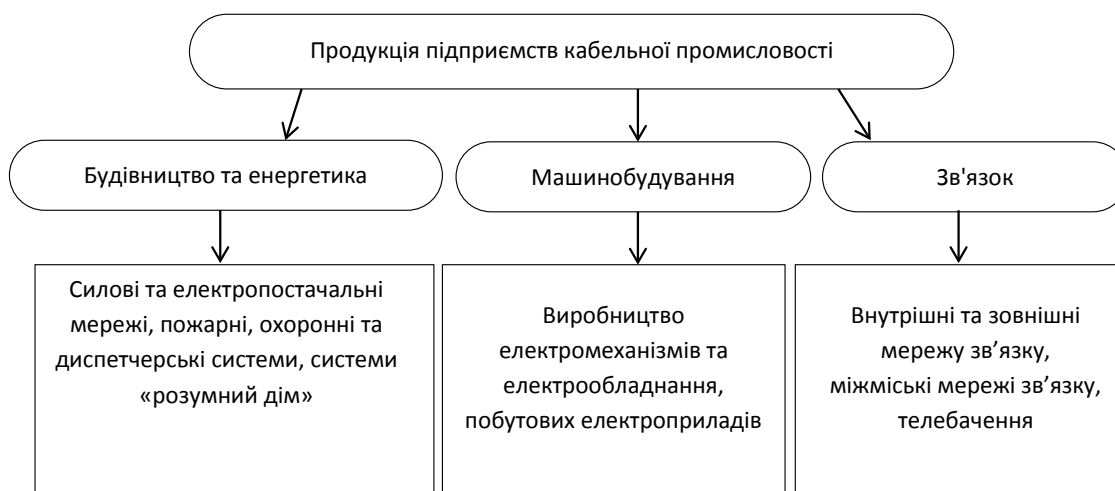 Продукція підприємств кабельної промисловості
Будівництво та енергетика
Машинобудування
Зв'язок
Силові та електропостачальні
мережі, пожарні, охоронні та
диспетчерські системи, системи
«розумний дім»
Виробництво
електромеханізмів та
електрообладнання,
побутових електроприладів
Внутрішні та зовнішні
мережу зв’язку,
міжміські мережі зв’язку,
телебачення